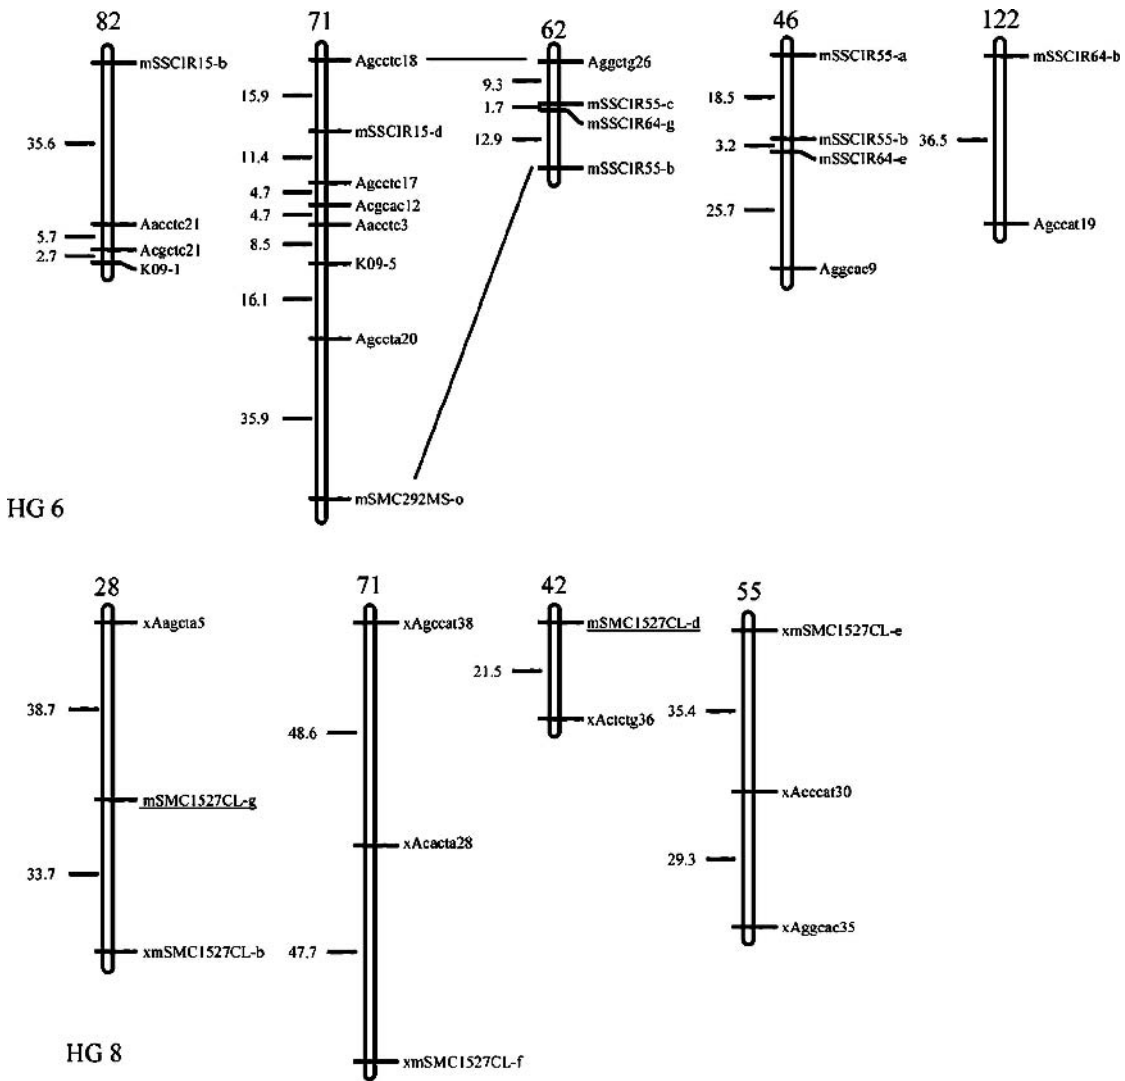 82
mSSCIR15-b
35.6
Aacctc21
5.7
Acgctc21
2.7
K09-1
71
Agcctc18
15.9
mSSCIR15-d
11.4
Agcctc17
4.7
Acgcac12
4.7
Aacctc3
8.5
K09-5
16.1
Agccta20
35.9
mSMC292MS-o
62
Aggctg26
9.3
mSSCIR55-c
1.7
mSSCIR64-g
12.9
mSSCIR55-b
46
mSSCIR55-a
18.5
mSSCIR55-b
3.2
mSSCIR64-e
25.7
Aggcac9
122
mSSCIR64-b
36.5
Agccat19
HG 6
28
xAagcta5
38.7
mSMC1527CL-g
33.7
xmSMC1527CL-b
71
xAgccat38
48.6
xAcacta28
47.7
xmSMC1527CL-f
42
mSMC1527CL-d
21.5
xActctg36
55
xmSMC1527CL-e
35.4
xAcccat30
29.3
xAggcac35
HG 8